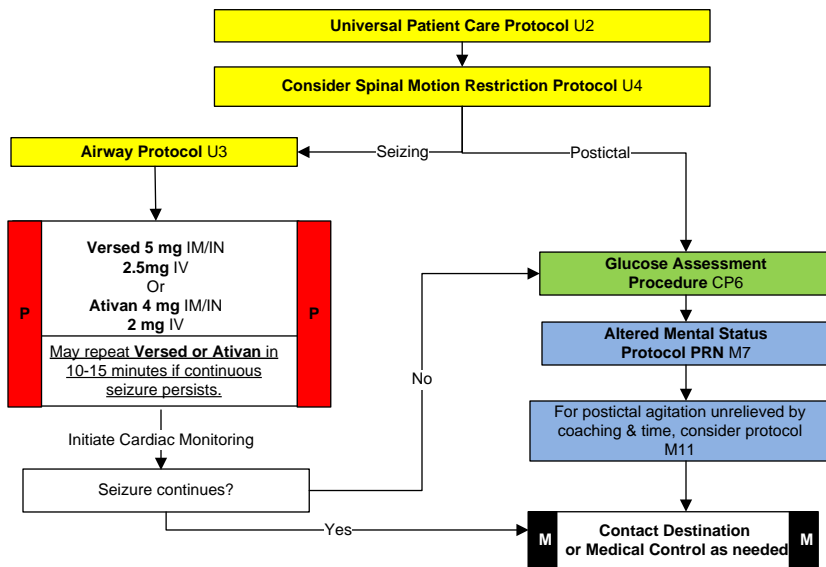 Universal Patient Care Protocol U2
Consider Spinal Motion Restriction Protocol U4
Airway Protocol U3
Seizing
Postictal
P
Versed 5 mg IM/IN
2.5mg IV
Or
Ativan 4 mg IM/IN
2 mg IV
P
May repeat Versed or Ativan in
10-15 minutes if continuous
seizure persists.
Initiate Cardiac Monitoring
Seizure continues?
No
Yes
Glucose Assessment
Procedure CP6
Altered Mental Status
Protocol PRN M7
For postictal agitation unrelieved by
coaching & time, consider protocol
M11
M
Contact Destination
or Medical Control as needed
M